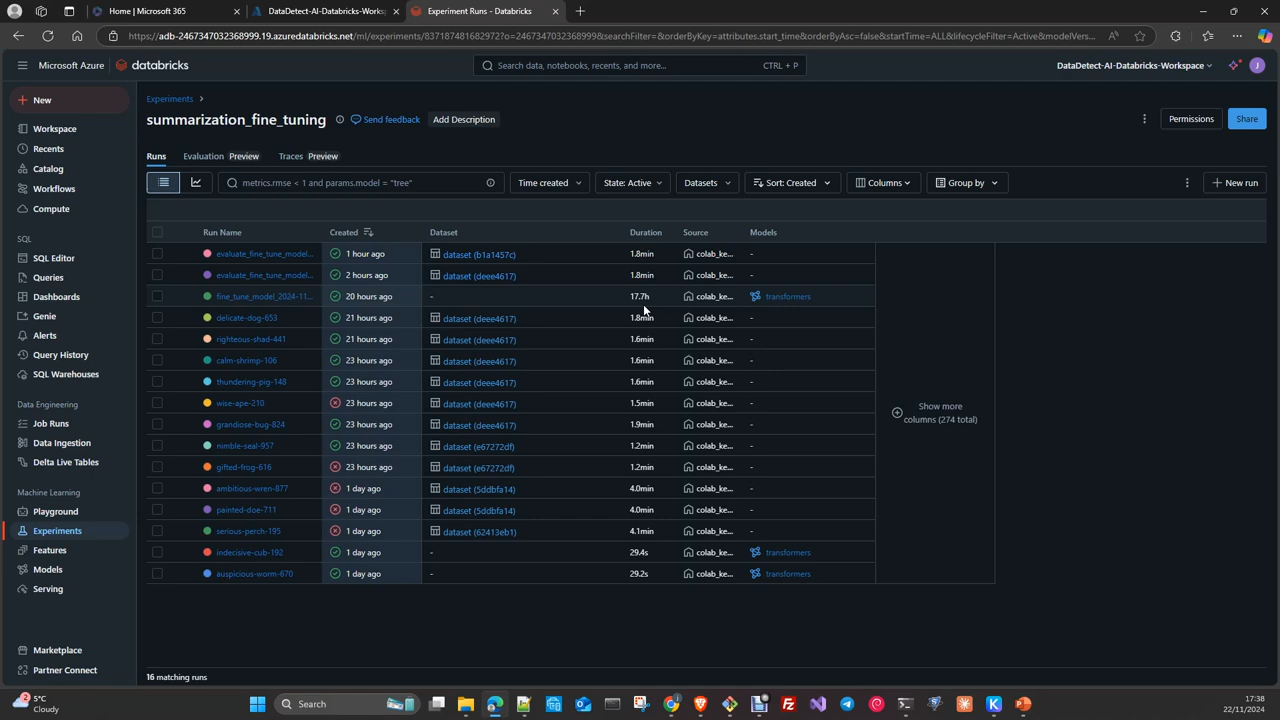 Home | Microsoft 365
DataDetect-AI-Databricks-Worksp
Experiment Runs - Databricks
https://adb-2467347032368999.19.azuredatabricks.net/ml/experiments/837187481682972?o=2467347032368999&searchFilter=&orderByKey=attributes.start_time&orderByAsc=false&startTime=ALL&lifecycleFilter=Active&modelVers...
Microsoft Azure
databricks
Search data, notebooks, recents, and more...
CTRL + P
DataDetect-AI-Databricks-Workspace
J
New
Workspace
Recents
Catalog
Workflows
Compute
SQL
SQL Editor
Queries
Dashboards
Genie
Alerts
Query History
SQL Warehouses
Data Engineering
Job Runs
Data Ingestion
Delta Live Tables
Machine Learning
Playground
Experiments
Features
Models
Serving
Marketplace
Partner Connect
Experiments
summarization_fine_tuning
Send feedback
Add Description
Permissions
Share
Runs
Evaluation Preview
Traces Preview
metrics.rmse < 1 and params.model = "tree"
Time created
State: Active
Datasets
Sort: Created
Columns
Group by
New run
Run Name Created Dataset Duration Source Models
evaluate_fine_tune_model... 1 hour ago dataset (b1a1457c) 1.8min colab_ke... -
evaluate_fine_tune_model... 2 hours ago dataset (deee4617) 1.8min colab_ke... -
fine_tune_model_2024-11... 20 hours ago - 17.7h colab_ke... transformers
delicate-dog-653 21 hours ago dataset (deee4617) 1.8min colab_ke... -
righteous-shad-441 21 hours ago dataset (deee4617) 1.6min colab_ke... -
calm-shrimp-106 23 hours ago dataset (deee4617) 1.6min colab_ke... -
thundering-pig-148 23 hours ago dataset (deee4617) 1.6min colab_ke... -
wise-ape-210 23 hours ago dataset (deee4617) 1.5min colab_ke... -
grandiose-bug-824 23 hours ago dataset (deee4617) 1.9min colab_ke... -
nimble-seal-957 23 hours ago dataset (e67272df) 1.2min colab_ke... -
gifted-frog-616 23 hours ago dataset (e67272df) 1.2min colab_ke... -
ambitious-wren-877 1 day ago dataset (5ddbfa14) 4.0min colab_ke... -
painted-doe-711 1 day ago dataset (5ddbfa14) 4.0min colab_ke... -
serious-perch-195 1 day ago dataset (62413eb1) 4.1min colab_ke... -
indecisive-cub-192 1 day ago - 29.4s colab_ke... transformers
auspicious-worm-670 1 day ago - 29.2s colab_ke... transformers
Show more
columns (274 total)
16 matching runs
2
5°C
Cloudy
Search
17:38
22/11/2024